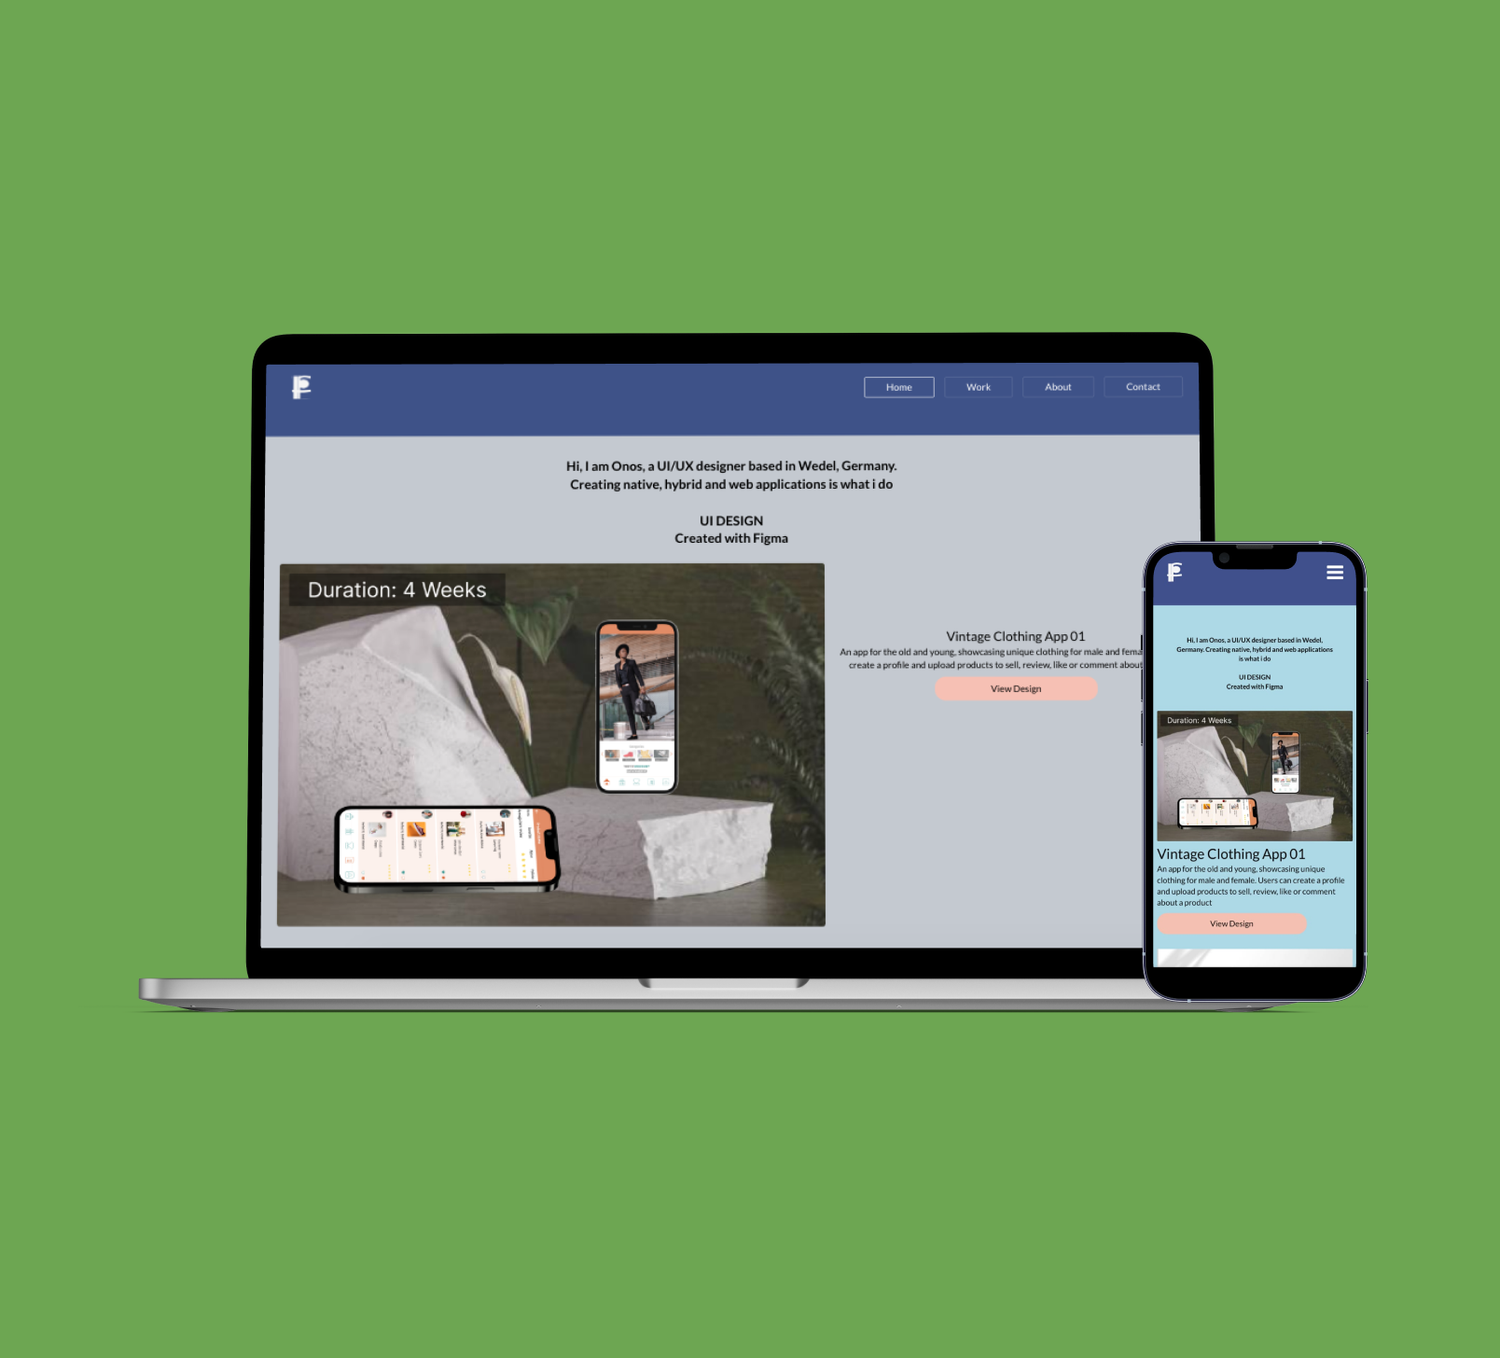 Home
Work
About
Contact
Hi, I am Onos, a UI/UX designer based in Wedel, Germany.
Creating native, hybrid and web applications is what i do
UI DESIGN
Created with Figma
Duration: 4 Weeks
Vintage Clothing App 01
An app for the old and young, showcasing unique clothing for male and fema
create a profile and upload products to sell, review, like or comment about
View Design
Hi, I am Onos, a UI/UX designer based in Wedel,
Germany. Creating native, hybrid and web applications
is what i do
UI DESIGN
Created with Figma
Duration: 4 Weeks
Vintage Clothing App 01
An app for the old and young, showcasing unique
clothing for male and female. Users can create a profile
and upload products to sell, review, like or comment
about a product
View Design